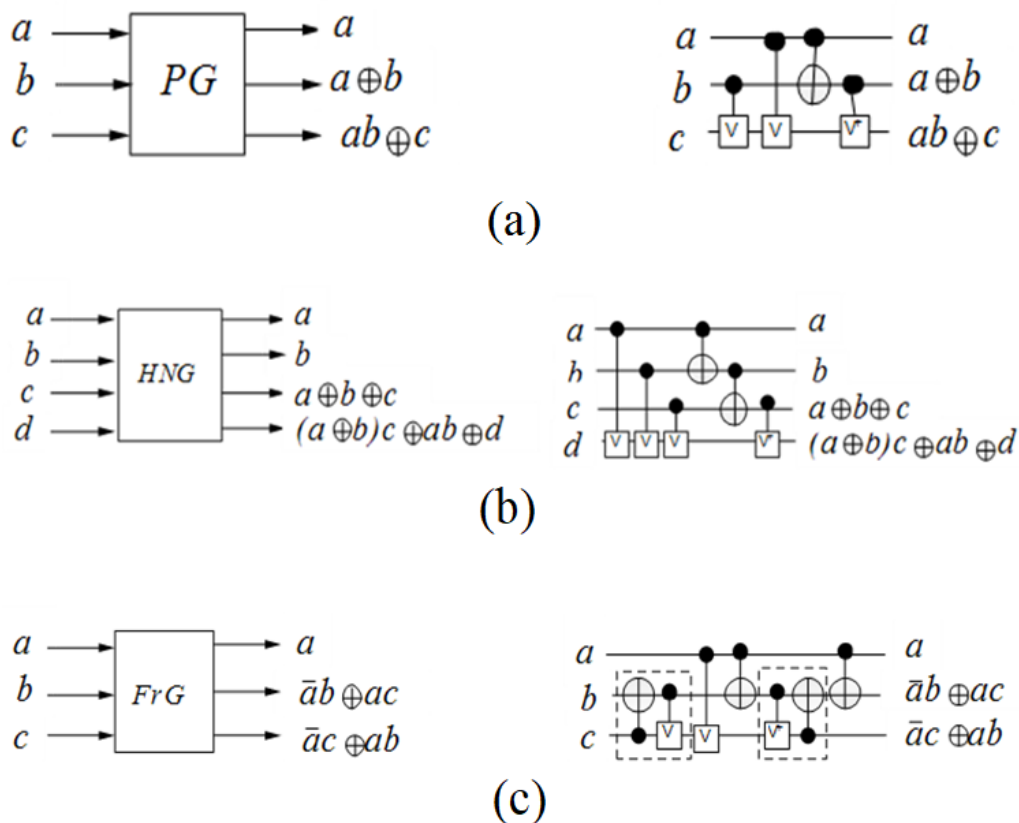 a a
b PG a⊕b
c ab⊕c
a a
b a⊕b
c V V V⁺ ab⊕c
(a)
a a
b b
c HNG a⊕b⊕c
d (a⊕b)c⊕ab⊕d
a a
h b
c a⊕b⊕c
d V V V V⁺ (a⊕b)c⊕ab⊕d
(b)
a a
b FrG āb⊕ac
c āc⊕ab
a a
b āb⊕ac
c V V V⁺ āc⊕ab
(c)